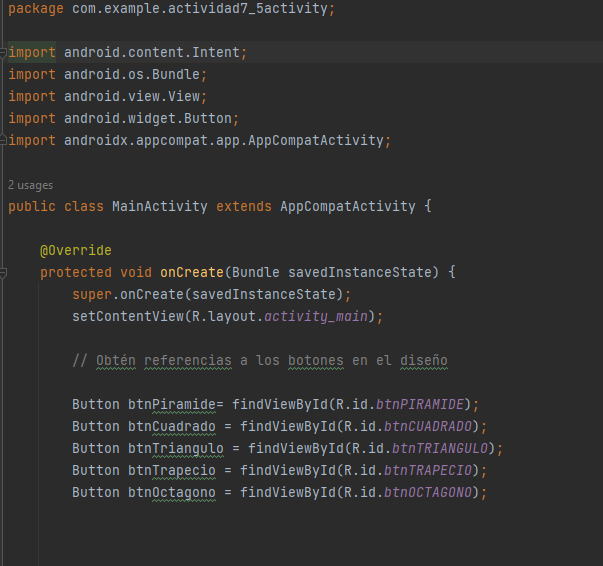 package com.example.actividad7_5activity;
import android.content.Intent;
import android.os.Bundle;
import android.view.View;
import android.widget.Button;
import androidx.appcompat.app.AppCompatActivity;
2 usages
public class MainActivity extends AppCompatActivity {
@Override
protected void onCreate(Bundle savedInstanceState) {
super.onCreate(savedInstanceState);
setContentView(R.layout.activity_main);
// Obtén referencias a los botones en el diseño
Button btnPiramide= findViewById(R.id.btnPIRAMIDE);
Button btnCuadrado = findViewById(R.id.btnCUADRADO);
Button btnTriangulo = findViewById(R.id.btnTRIANGULO);
Button btnTrapecio = findViewById(R.id.btnTRAPECIO);
Button btnOctagono = findViewById(R.id.btnOCTAGONO);